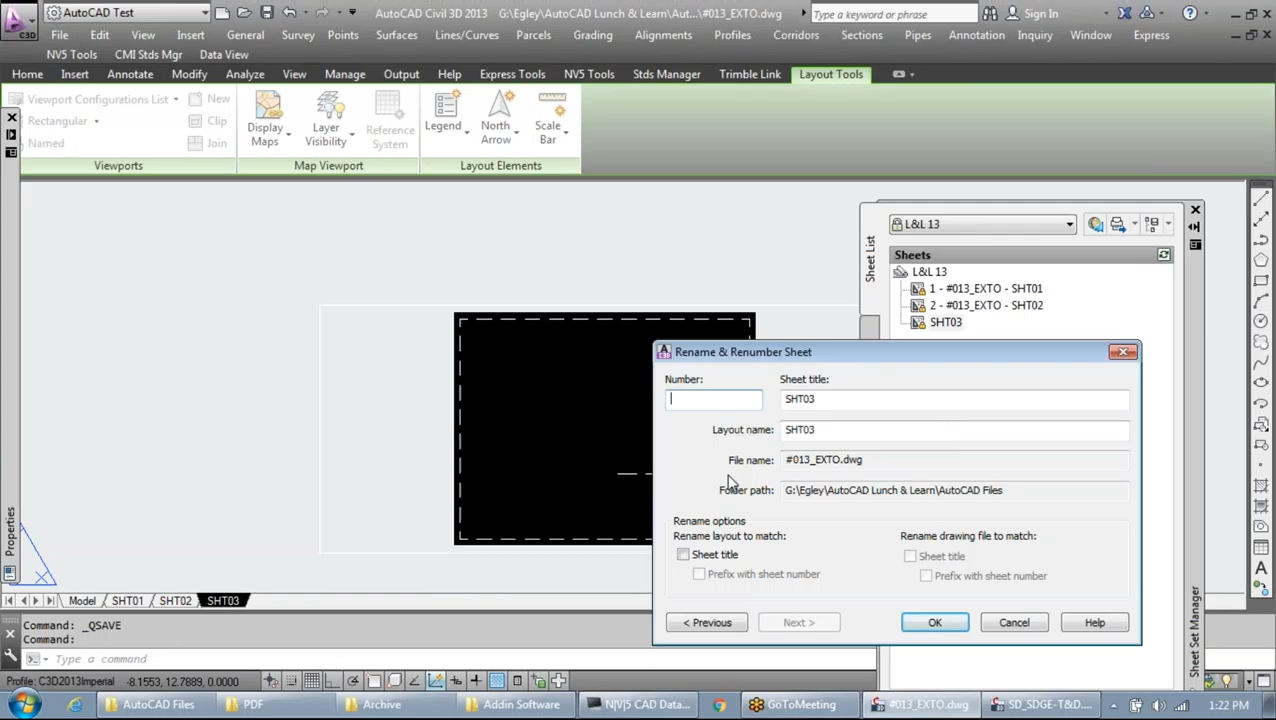 AutoCAD Test
AutoCAD Civil 3D 2013
G:\Egley\AutoCAD Lunch & Learn\Aut...\#013_EXTO.dwg
Type a keyword or phrase
Sign In
C3D
File Edit View Insert General Survey Points Surfaces Lines/Curves Parcels Grading Alignments Profiles Corridors Sections Pipes Annotation Inquiry Window Express
NV5 Tools CMI Stds Mgr Data View
Home Insert Annotate Modify Analyze View Manage Output Help Express Tools NV5 Tools Stds Manager Trimble Link Layout Tools
Viewport Configurations List New
Rectangular Clip
Named Join
Display Maps
Layer Visibility
Reference System
Legend
North Arrow
Scale Bar
Viewports Map Viewport Layout Elements
L&L 13
Sheet List
Sheets
L&L 13
1 - #013_EXTO - SHT01
2 - #013_EXTO - SHT02
SHT03
Rename & Renumber Sheet
Number: Sheet title:
SHT03
Layout name: SHT03
File name: #013_EXTO.dwg
Folder path: G:\Egley\AutoCAD Lunch & Learn\AutoCAD Files
Rename options
Rename layout to match: Rename drawing file to match:
Sheet title Sheet title
Prefix with sheet number Prefix with sheet number
< Previous Next > OK Cancel Help
Properties
Sheet Set Manager
Model SHT01 SHT02 SHT03
Command: _QSAVE
Command:
Type a command
Profile: C3D2013Imperial -8.1553, 12.7889, 0.0000
AutoCAD Files PDF Archive Addin Software N|V|5 CAD Data... GoToMeeting #013_EXTO.dwg SD_SDGE-T&D... 1:22 PM